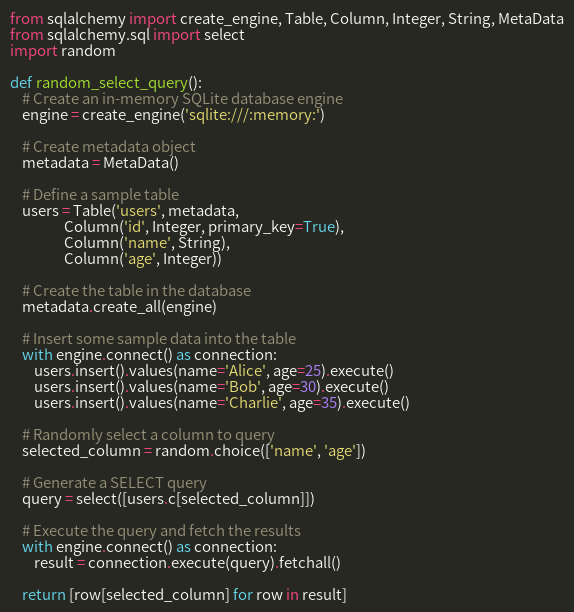 from sqlalchemy import create_engine, Table, Column, Integer, String, MetaData
from sqlalchemy.sql import select
import random

def random_select_query():
    # Create an in-memory SQLite database engine
    engine = create_engine('sqlite:///:memory:')

    # Create metadata object
    metadata = MetaData()

    # Define a sample table
    users = Table('users', metadata,
                  Column('id', Integer, primary_key=True),
                  Column('name', String),
                  Column('age', Integer))

    # Create the table in the database
    metadata.create_all(engine)

    # Insert some sample data into the table
    with engine.connect() as connection:
        users.insert().values(name='Alice', age=25).execute()
        users.insert().values(name='Bob', age=30).execute()
        users.insert().values(name='Charlie', age=35).execute()

    # Randomly select a column to query
    selected_column = random.choice(['name', 'age'])

    # Generate a SELECT query
    query = select([users.c[selected_column]])

    # Execute the query and fetch the results
    with engine.connect() as connection:
        result = connection.execute(query).fetchall()

    return [row[selected_column] for row in result]